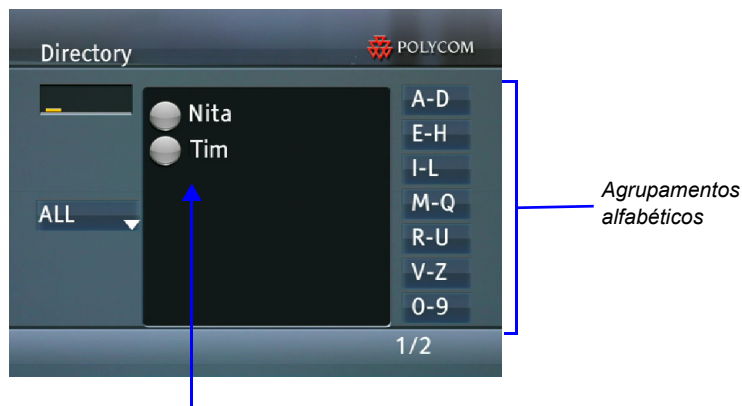 Directory
POLYCOM
Nita
Tim
ALL
A-D
E-H
I-L
M-Q
R-U
V-Z
0-9
1/2
Agrupamentos
alfabéticos